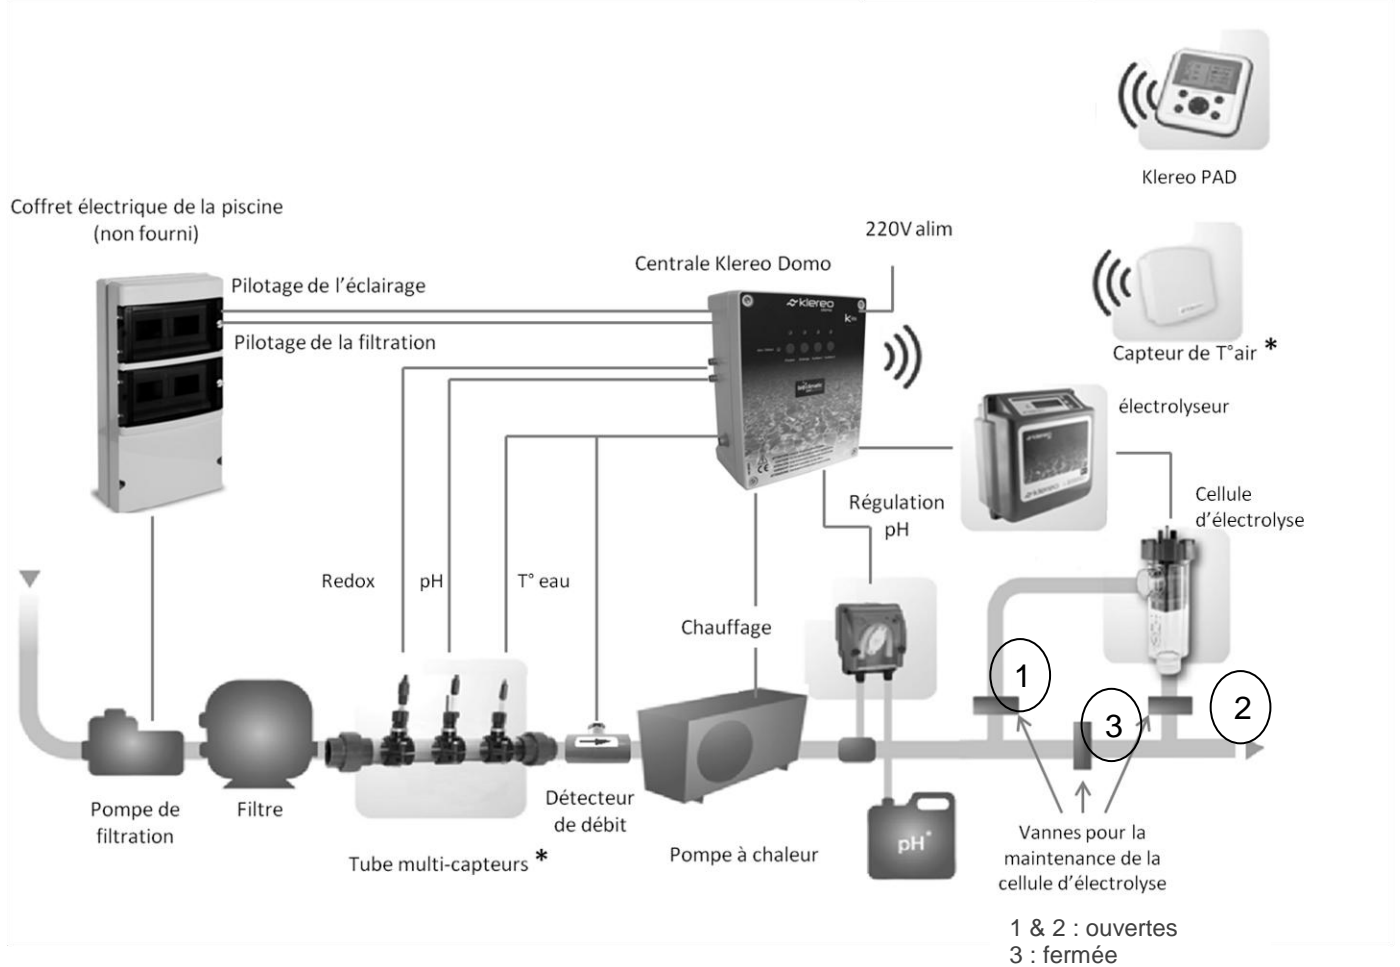 Klereo PAD
Coffret électrique de la piscine
(non fourni)
220V alim
Centrale Klereo Domo
Pilotage de l'éclairage
Pilotage de la filtration
klereo
Capteur de T°air *
électrolyseur
Régulation
pH
Cellule
d'électrolyse
Redox
pH
T° eau
Chauffage
1
2
3
Pompe de
filtration
Filtre
Détecteur
de débit
Tube multi-capteurs *
Pompe à chaleur
pH
Vannes pour la
maintenance de la
cellule d'électrolyse
1 & 2 : ouvertes
3 : fermée